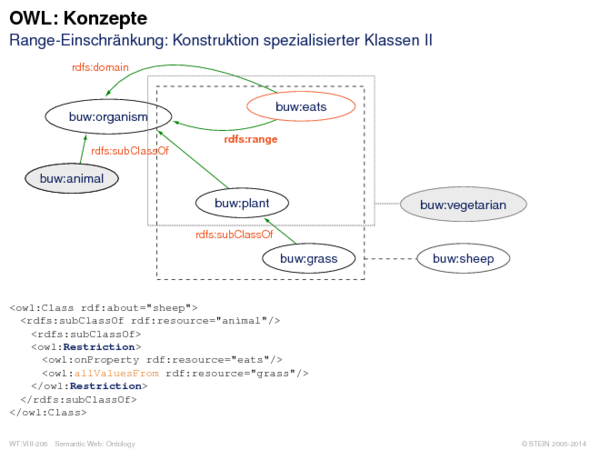 OWL: Konzepte
Range-Einschränkung: Konstruktion spezialisierter Klassen II
rdfs:domain
buw:eats
buw:organism
rdfs:range
rdfs:subClassOf
buw:animal
buw:plant
buw:vegetarian
rdfs:subClassOf
buw:grass
buw:sheep
<owl:Class rdf:about="sheep">
<rdfs:subClassOf rdf:resource="animal"/>
<rdfs:subClassOf>
<owl:Restriction>
<owl:onProperty rdf:resource="eats"/>
<owl:allValuesFrom rdf:resource="grass"/>
</owl:Restriction>
</rdfs:subClassOf>
</owl:Class>
WT:VIII-206 Semantic Web: Ontology
© STEIN 2005-2014